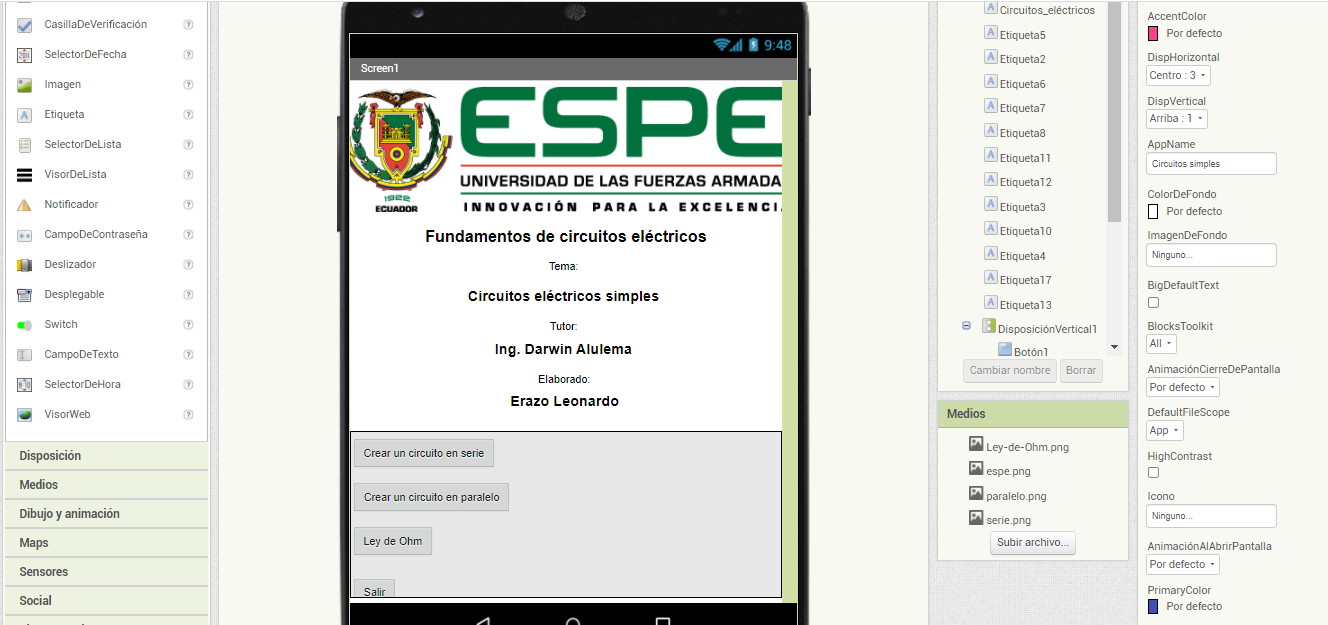 CasillaDeVerificación
SelectorDeFecha
Imagen
Etiqueta
SelectorDeLista
VisorDeLista
Notificador
CampoDeContraseña
Deslizador
Desplegable
Switch
CampoDeTexto
SelectorDeHora
VisorWeb
Disposición
Medios
Dibujo y animación
Maps
Sensores
Social
9:48
Screen1
ESPE
UNIVERSIDAD DE LAS FUERZAS ARMADA
INNOVACIÓN PARA LA EXCELENCI
1922
ECUADOR
Fundamentos de circuitos eléctricos
Tema:
Circuitos eléctricos simples
Tutor:
Ing. Darwin Alulema
Elaborado:
Erazo Leonardo
Crear un circuito en serie
Crear un circuito en paralelo
Ley de Ohm
Salir
Circuitos_eléctricos
Etiqueta5
Etiqueta2
Etiqueta6
Etiqueta7
Etiqueta8
Etiqueta11
Etiqueta12
Etiqueta3
Etiqueta10
Etiqueta4
Etiqueta17
Etiqueta13
DisposiciónVertical1
Botón1
Cambiar nombre Borrar
Medios
Ley-de-Ohm.png
espe.png
paralelo.png
serie.png
Subir archivo...
AccentColor
Por defecto
DispHorizontal
Centro : 3
DispVertical
Arriba : 1
AppName
Circuitos simples
ColorDeFondo
Por defecto
ImagenDeFondo
Ninguno...
BigDefaultText
BlocksToolkit
All
AnimaciónCierreDePantalla
Por defecto
DefaultFileScope
App
HighContrast
Icono
Ninguno...
AnimaciónAlAbrirPantalla
Por defecto
PrimaryColor
Por defecto